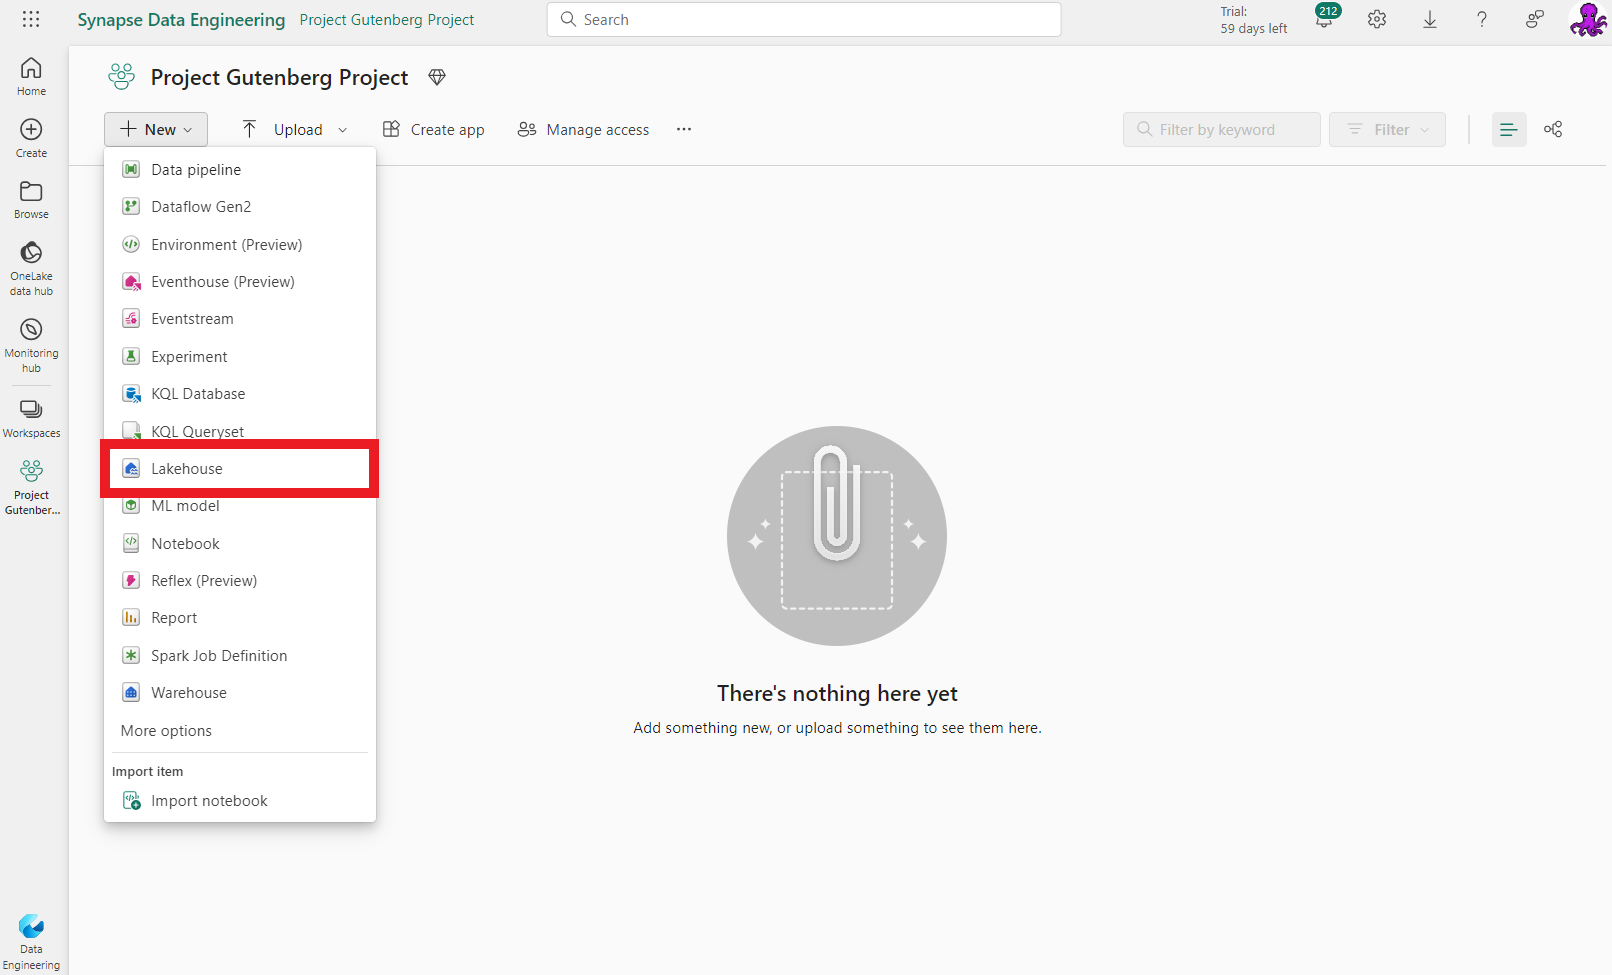 Synapse Data Engineering Project Gutenberg Project
Search
Trial:
59 days left
212
?
Home
Create
Browse
OneLake
data hub
Monitoring
hub
Workspaces
Project
Gutenber...
Data
Engineering
Project Gutenberg Project
New Upload Create app Manage access ...
Filter by keyword Filter
Data pipeline
Dataflow Gen2
Environment (Preview)
Eventhouse (Preview)
Eventstream
Experiment
KQL Database
KQL Queryset
Lakehouse
ML model
Notebook
Reflex (Preview)
Report
Spark Job Definition
Warehouse
More options
Import item
Import notebook
There's nothing here yet
Add something new, or upload something to see them here.